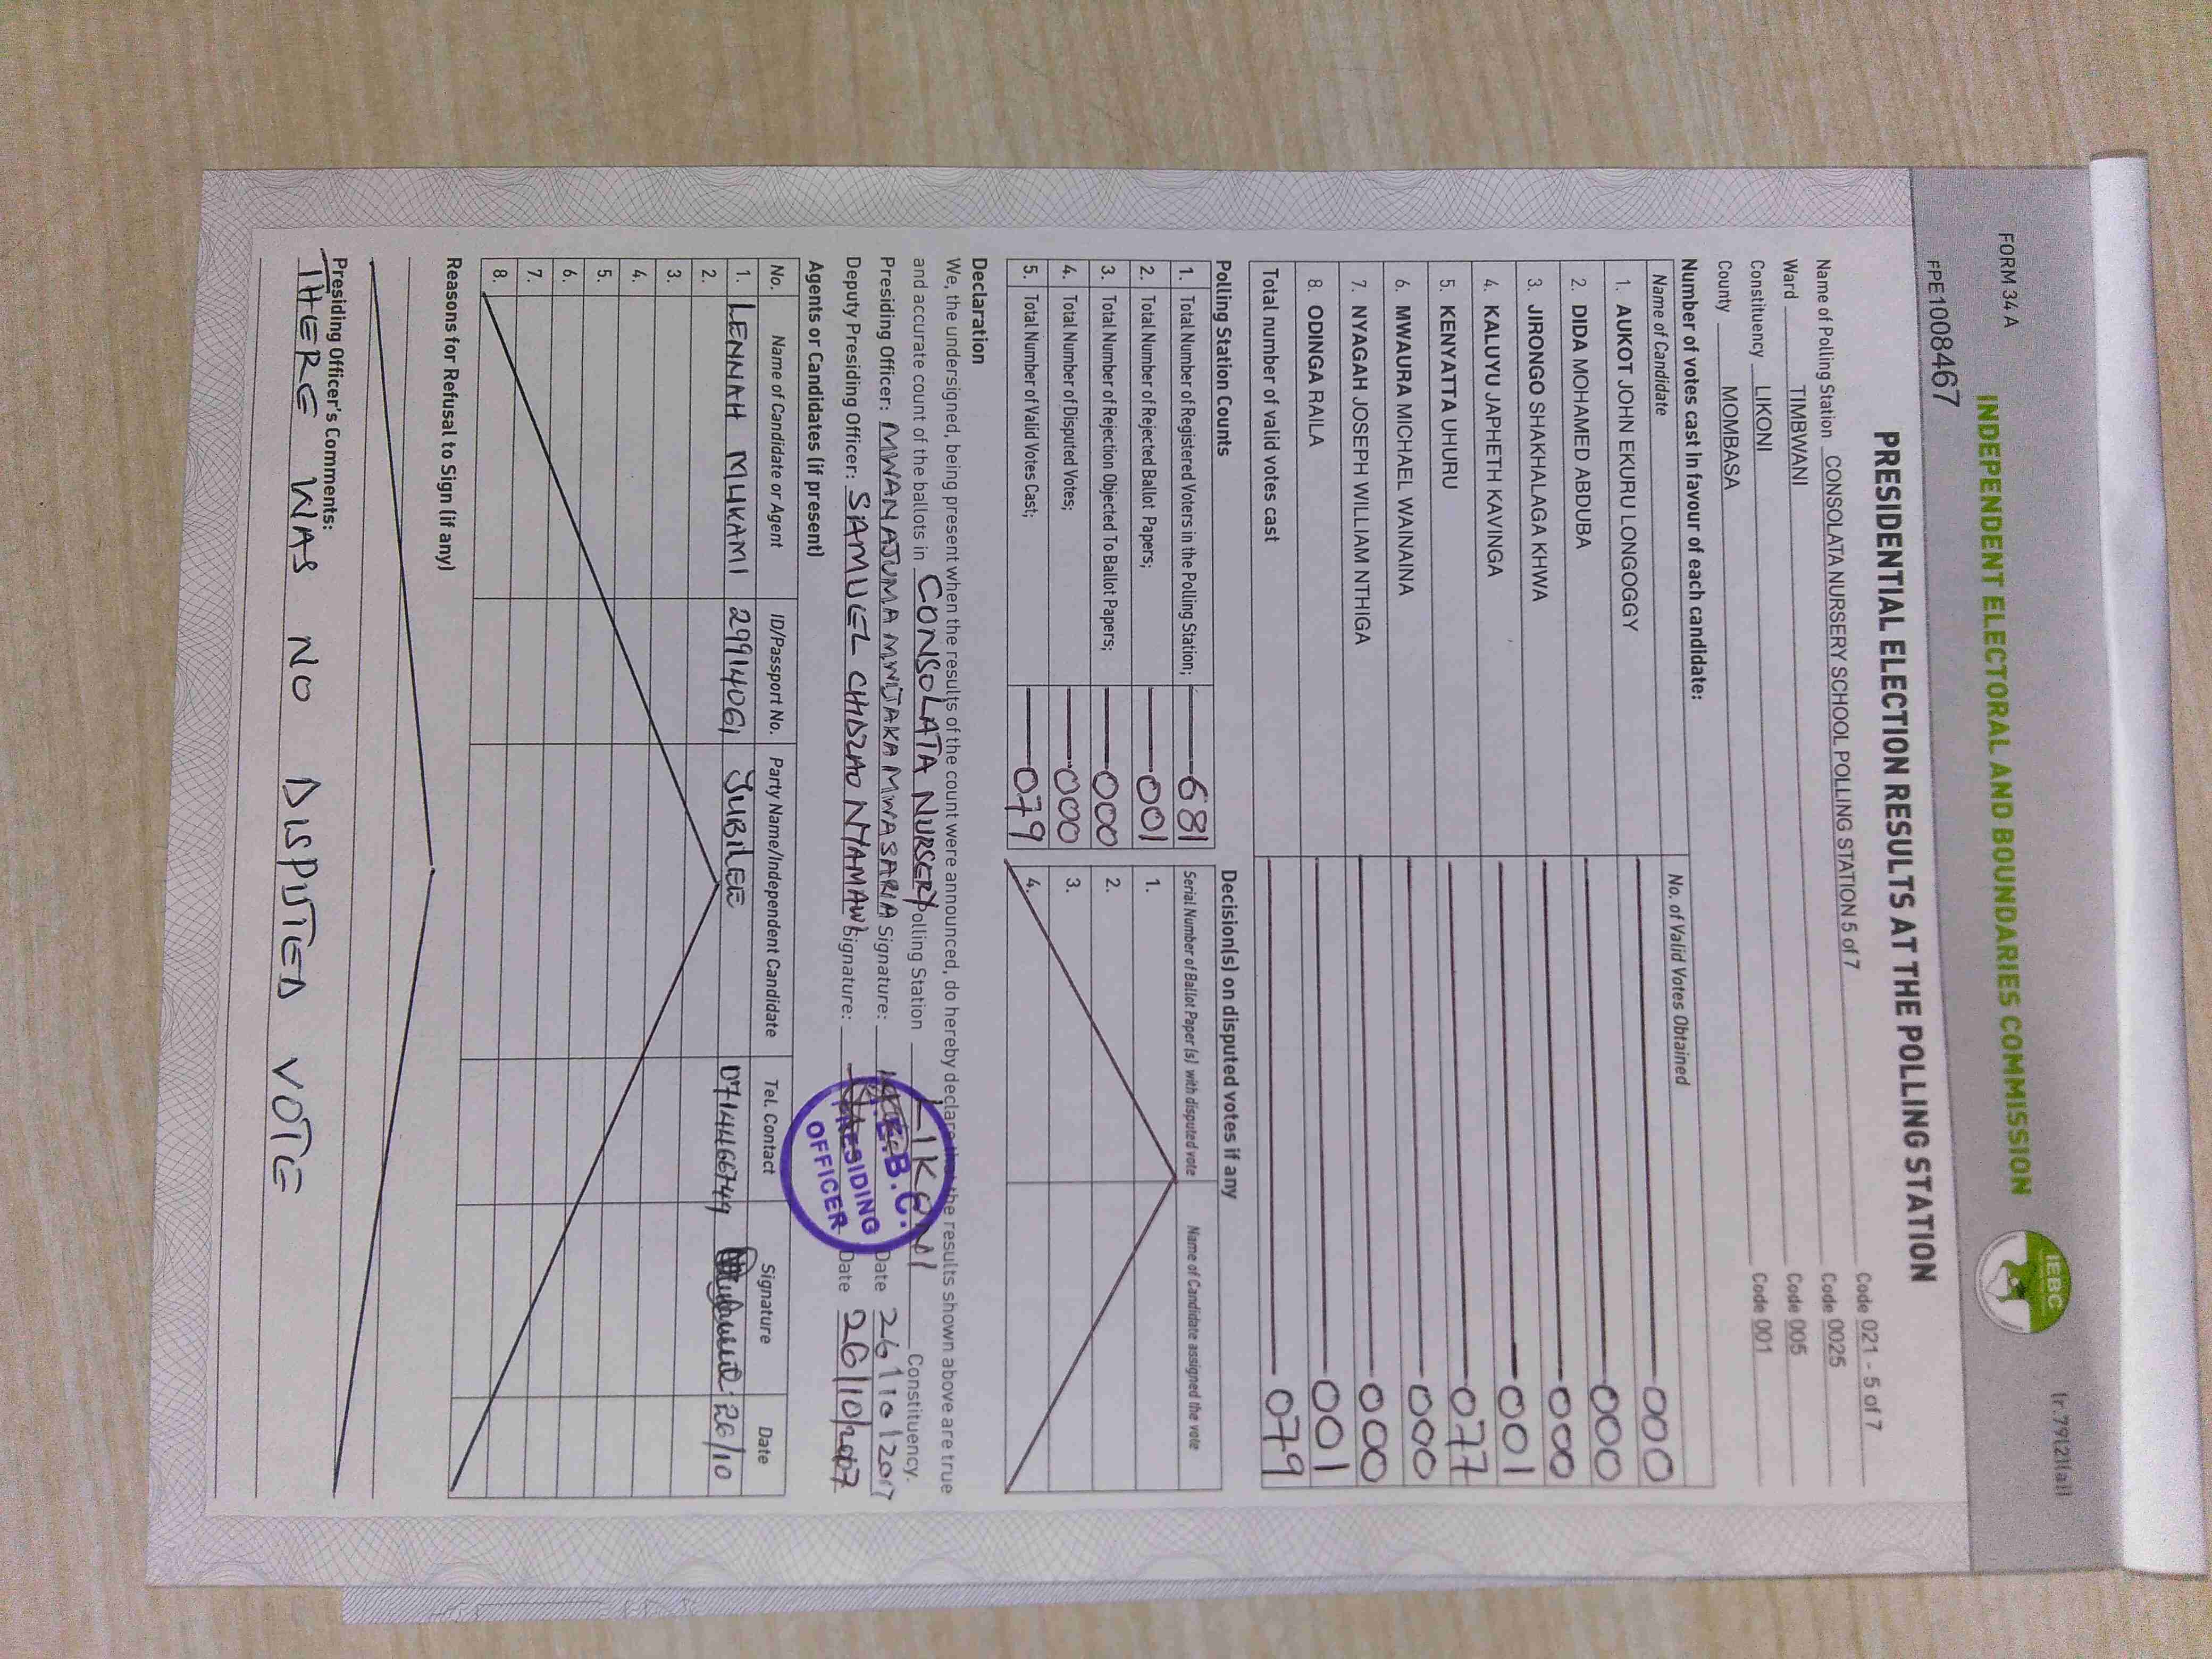 FORM 34 A
(r.79(2)(a))
INDEPENDENT ELECTORAL AND BOUNDARIES COMMISSION
IEBC
FPE1008467
PRESIDENTIAL ELECTION RESULTS AT THE POLLING STATION
Name of Polling Station CONSOLATA NURSERY SCHOOL POLLING STATION 5 of 7 Code 021 - 5 of 7
Code 0025
Ward TIMBWANI Code 005
Constituency LIKONI Code 001
County MOMBASA
Number of votes cast in favour of each candidate:
Name of Candidate No. of Valid Votes Obtained
1. AUKOT JOHN EKURU LONGOGGY 000
2. DIDA MOHAMED ABDUBA 000
3. JIRONGO SHAKHALAGA KHWA 000
4. KALUYU JAPHETH KAVINGA 001
5. KENYATTA UHURU 077
6. MWAURA MICHAEL WAINAINA 000
7. NYAGAH JOSEPH WILLIAM NTHIGA 000
8. ODINGA RAILA 001
Total number of valid votes cast 079
Polling Station Counts Decision(s) on disputed votes if any
1. Total Number of Registered Voters in the Polling Station; 681 Serial Number of Ballot Paper (s) with disputed vote Name of Candidate assigned the vote
2. Total Number of Rejected Ballot Papers; 001 1.
3. Total Number of Rejection Objected To Ballot Papers; 000 2.
4. Total Number of Disputed Votes; 000 3.
5. Total Number of Valid Votes Cast; 079 4.
Declaration
We, the undersigned, being present when the results of the count were announced, do hereby declare that the results shown above are true
and accurate count of the ballots in CONSOLATA NURSERY Polling Station LIKONI Constituency.
Presiding Officer: MWANAJUMA MWIJAKA MWASARIA Signature: Date 26/10/2017
Deputy Presiding Officer: SAMUEL CHIDZAO NYAMAWI Signature: Date 26/10/2017
I.E.B.C.
PRESIDING
OFFICER
Agents or Candidates (if present)
No. Name of Candidate or Agent ID/Passport No. Party Name/Independent Candidate Tel. Contact Signature Date
1. LENNAH MUKAMI 29914061 JUBILEE 26/10
2.
3.
4.
5.
6.
7.
8.
Reasons for Refusal to Sign (if any)
Presiding Officer's Comments:
THERE WAS NO DISPUTED VOTE